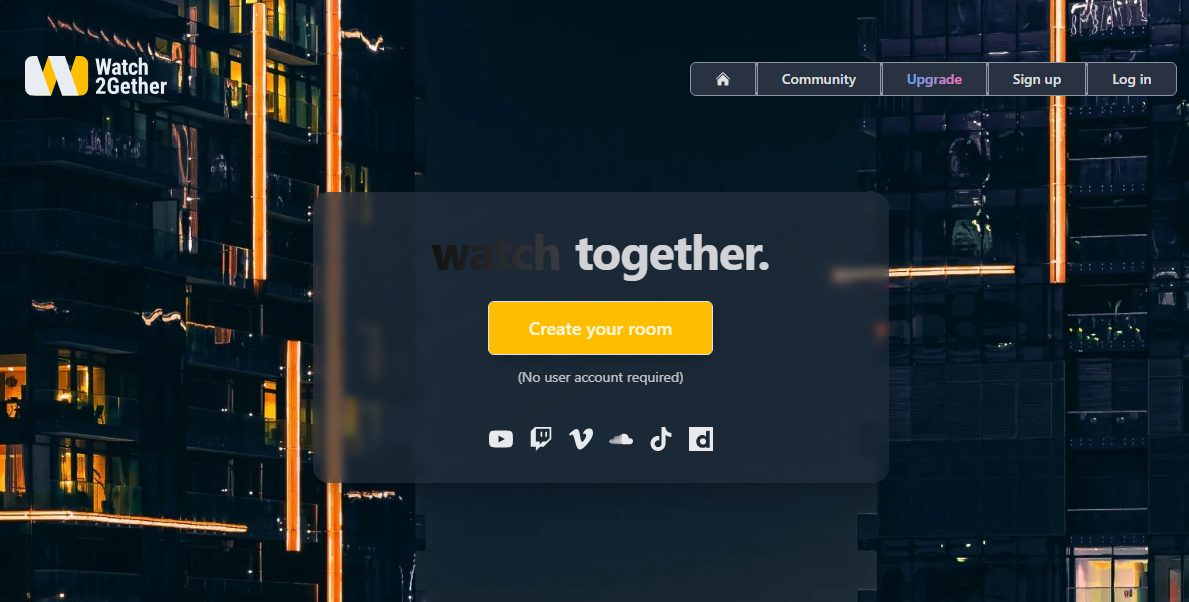 Watch
2Gether
Community
Upgrade
Sign up
Log in
watch together.
Create your room
(No user account required)